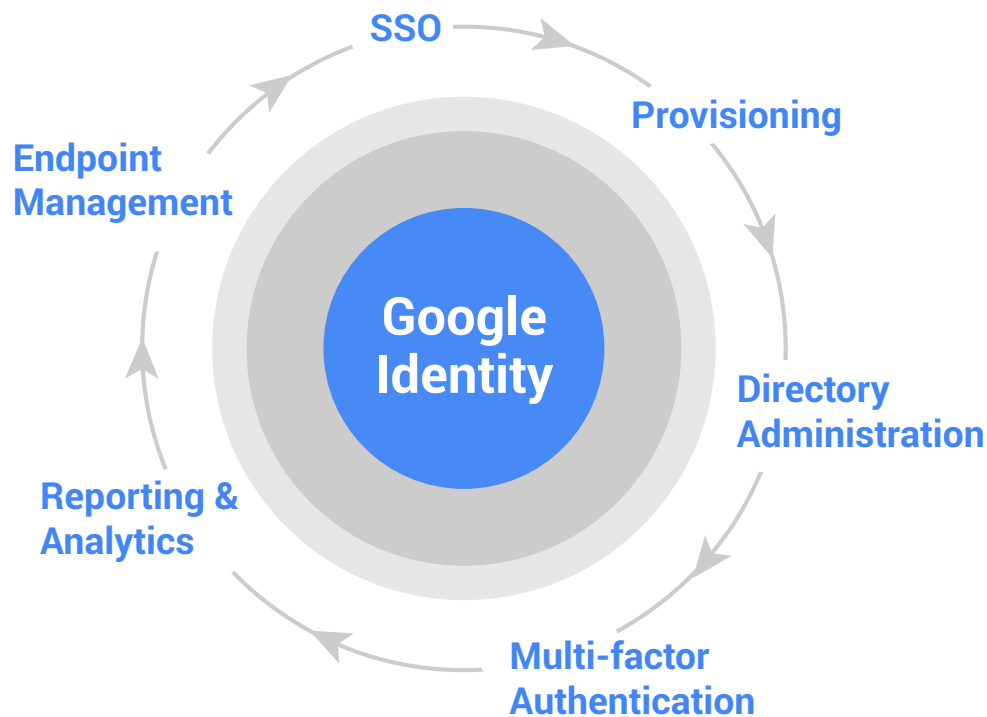 SSO
Provisioning
Endpoint
Management
Google
Identity
Directory
Administration
Reporting &
Analytics
Multi-factor
Authentication